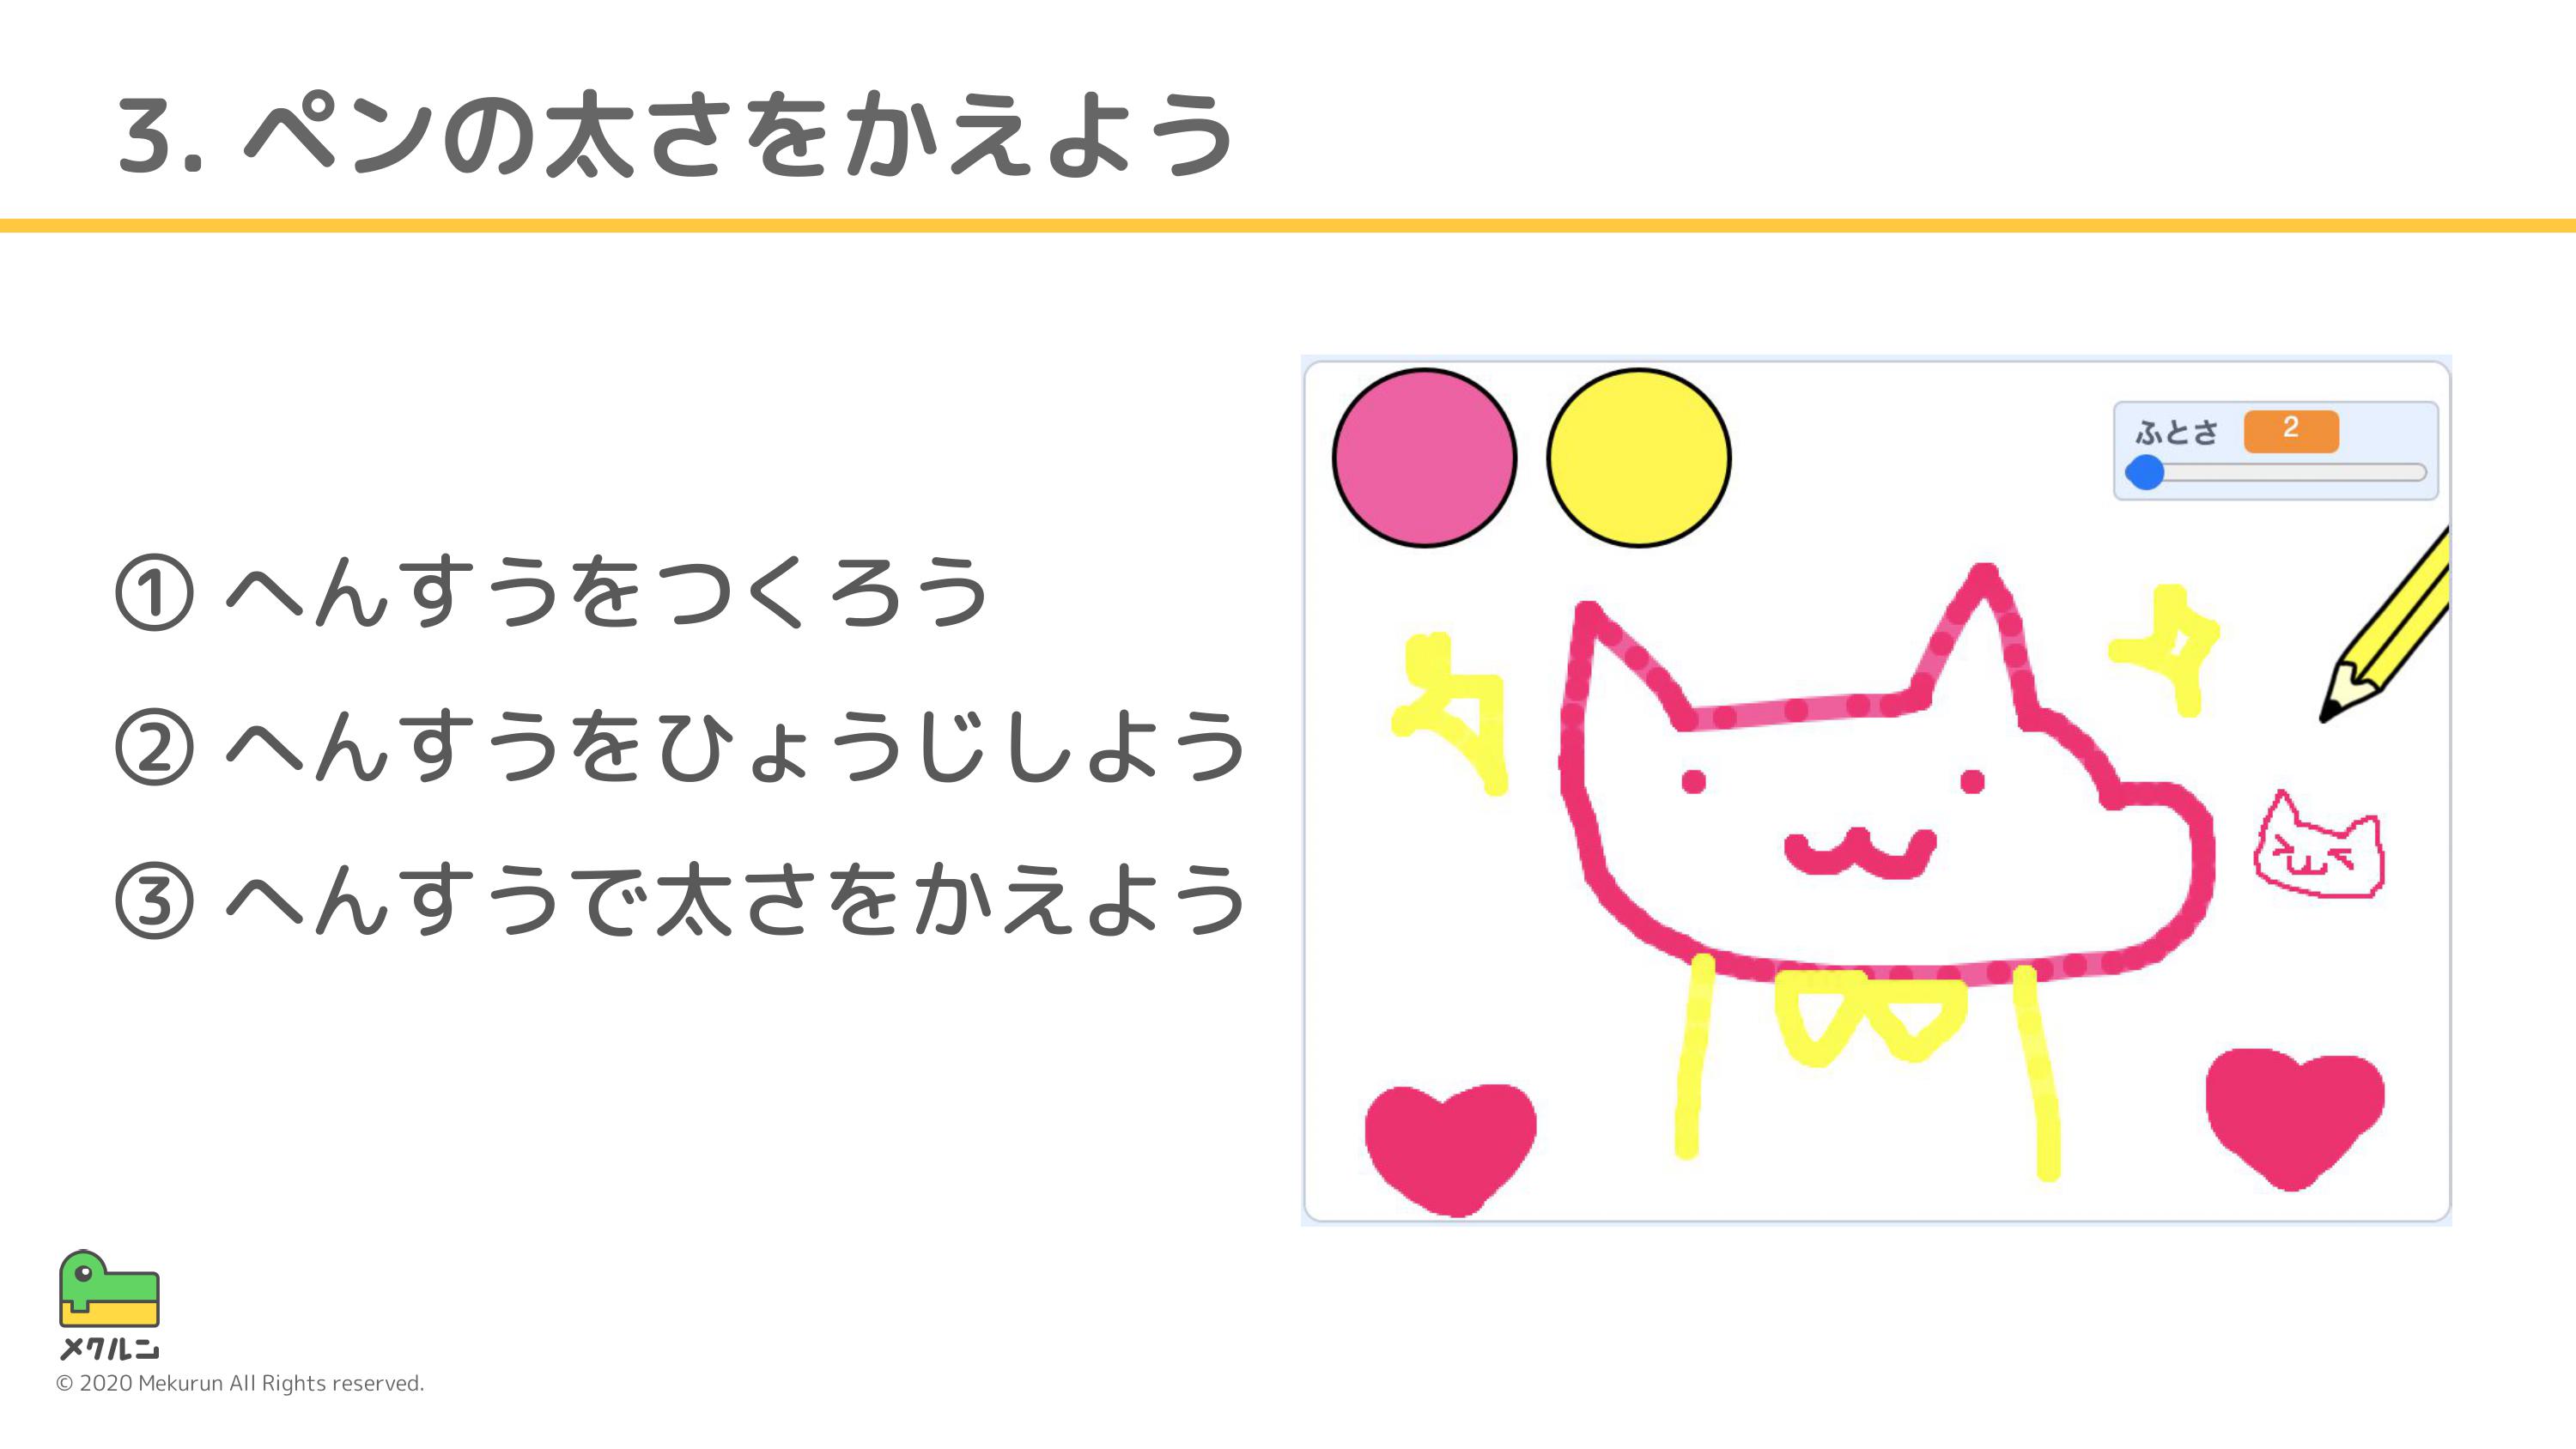 3. ペンの太さをかえよう
① へんすうをつくろう
② へんすうをひょうじしよう
③ へんすうで太さをかえよう
ふとさ 2
メクルン
© 2020 Mekurun All Rights reserved.